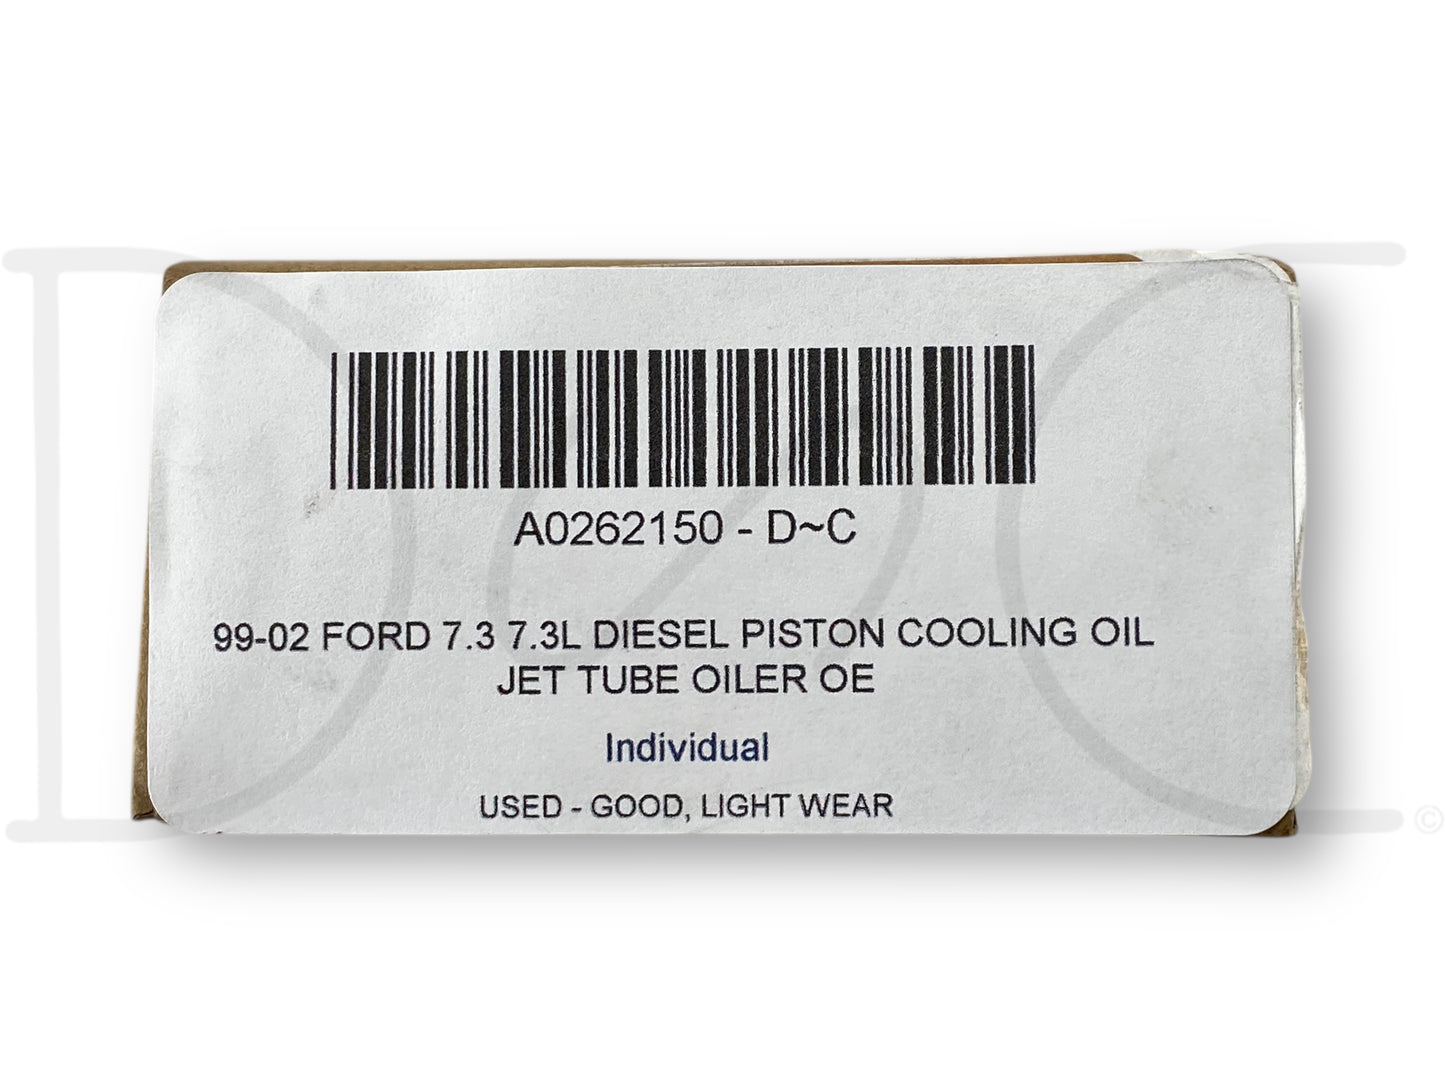 A0262150 - D~C
99-02 FORD 7.3 7.3L DIESEL PISTON COOLING OIL
JET TUBE OILER OE
Individual
USED - GOOD, LIGHT WEAR
©